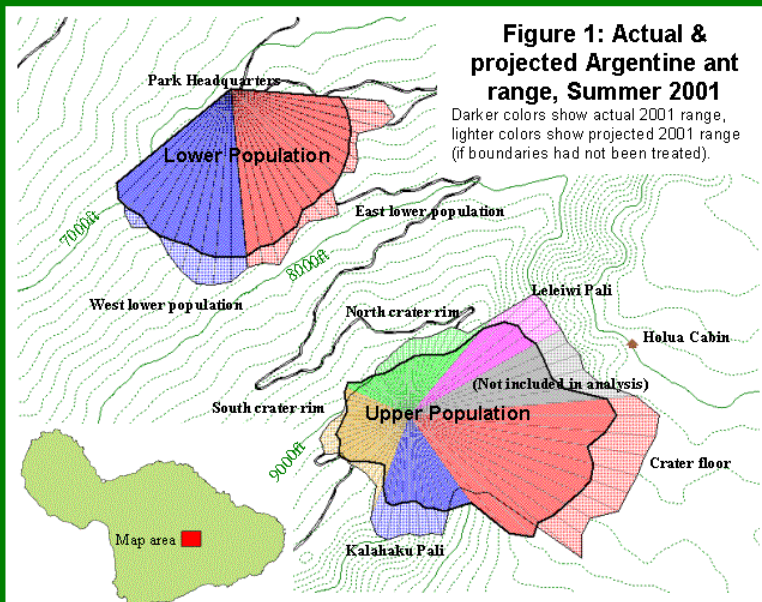 Figure 1: Actual &
projected Argentine ant
range, Summer 2001
Darker colors show actual 2001 range,
lighter colors show projected 2001 range
(if boundaries had not been treated).
Park Headquarters
Lower Population
East lower population
7000ft
8000ft
West lower population
Leleiwi Pali
North crater rim
Holua Cabin
(Not included in analysis)
South crater rim
Upper Population
9000ft
Crater floor
Map area
Kalahaku Pali